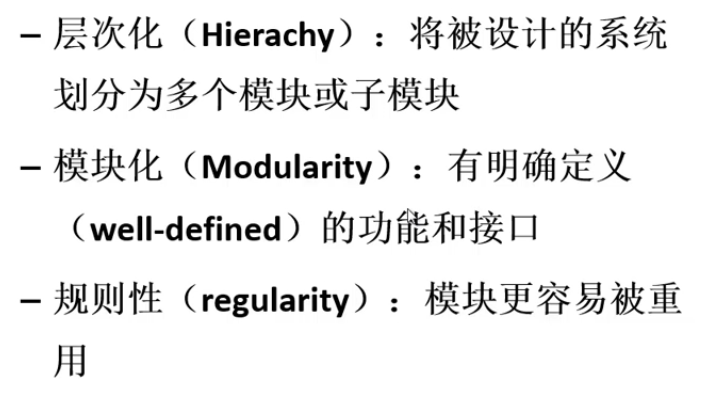 – 层次化（Hierachy）：将被设计的系统
划分为多个模块或子模块
– 模块化（Modularity）：有明确定义
（well-defined）的功能和接口
– 规则性（regularity）：模块更容易被重
用